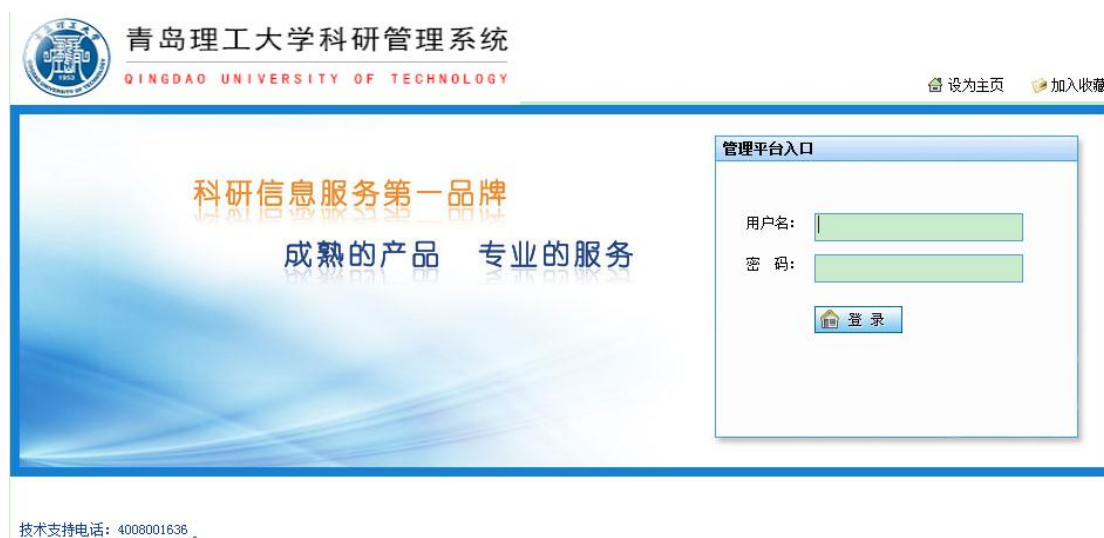 青岛理工大学科研管理系统
QINGDAO UNIVERSITY OF TECHNOLOGY
设为主页 加入收藏
管理平台入口
科研信息服务第一品牌
成熟的产品 专业的服务
用户名：
密 码：
登 录
技术支持电话：4008001636